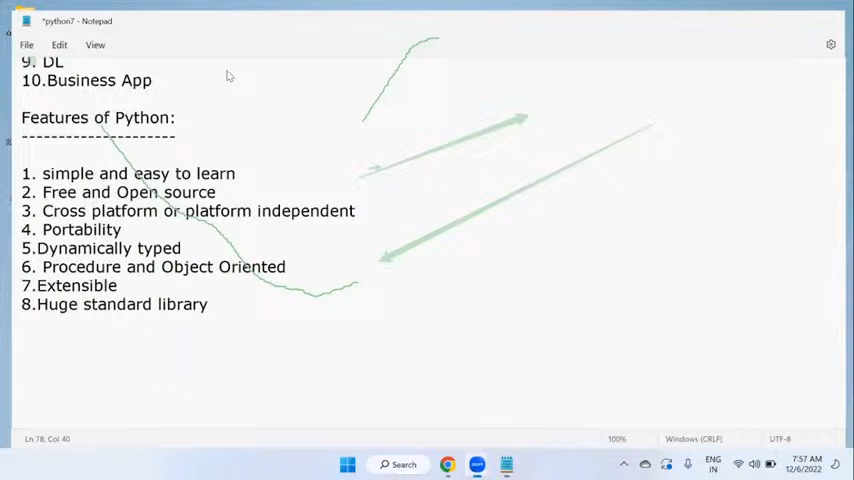 *python7 - Notepad
File Edit View
9. DL
10.Business App
Features of Python:
----------------------
1. simple and easy to learn
2. Free and Open source
3. Cross platform or platform independent
4. Portability
5.Dynamically typed
6. Procedure and Object Oriented
7.Extensible
8.Huge standard library
Ln 78, Col 40 100% Windows (CRLF) UTF-8
Search ENG IN 7:57 AM 12/6/2022